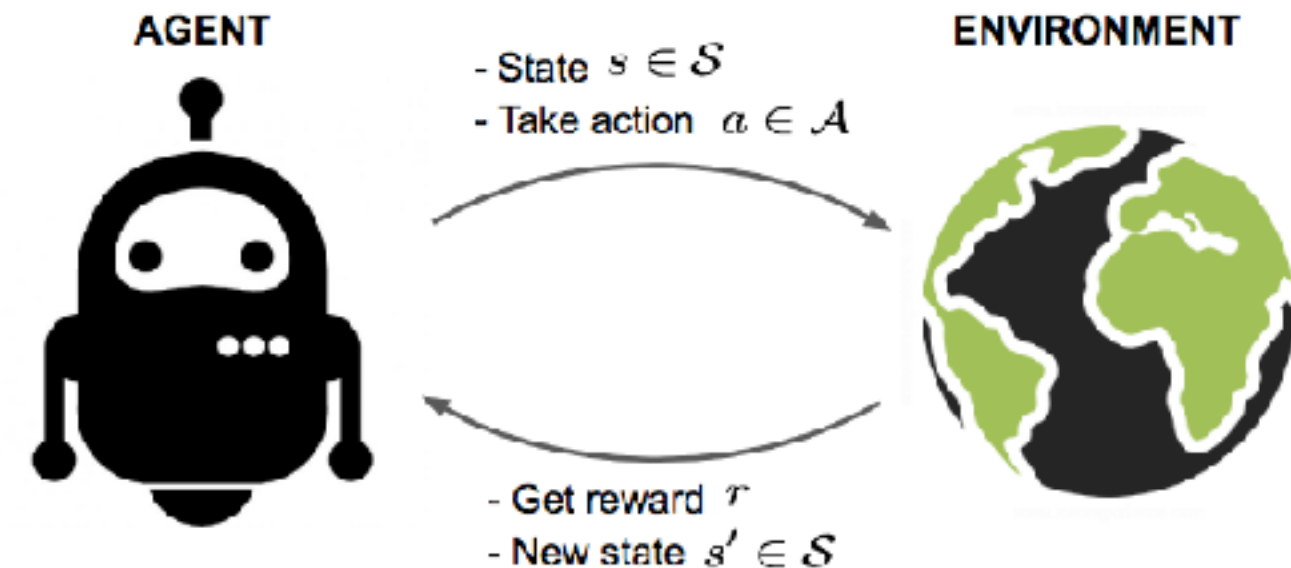 AGENT
ENVIRONMENT
- State s ∈ 𝒮
- Take action a ∈ 𝒜
- Get reward r
- New state s′ ∈ 𝒮